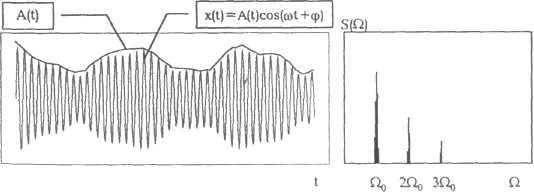 A(t)
x(t)=A(t)cos(ωt+φ)
S(Ω)
t
Ω₀ 2Ω₀ 3Ω₀ Ω